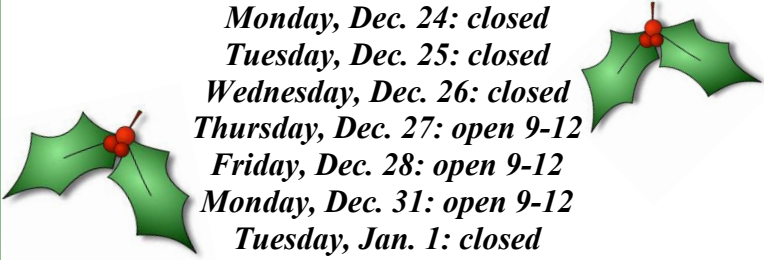 Monday, Dec. 24: closed
Tuesday, Dec. 25: closed
Wednesday, Dec. 26: closed
Thursday, Dec. 27: open 9-12
Friday, Dec. 28: open 9-12
Monday, Dec. 31: open 9-12
Tuesday, Jan. 1: closed